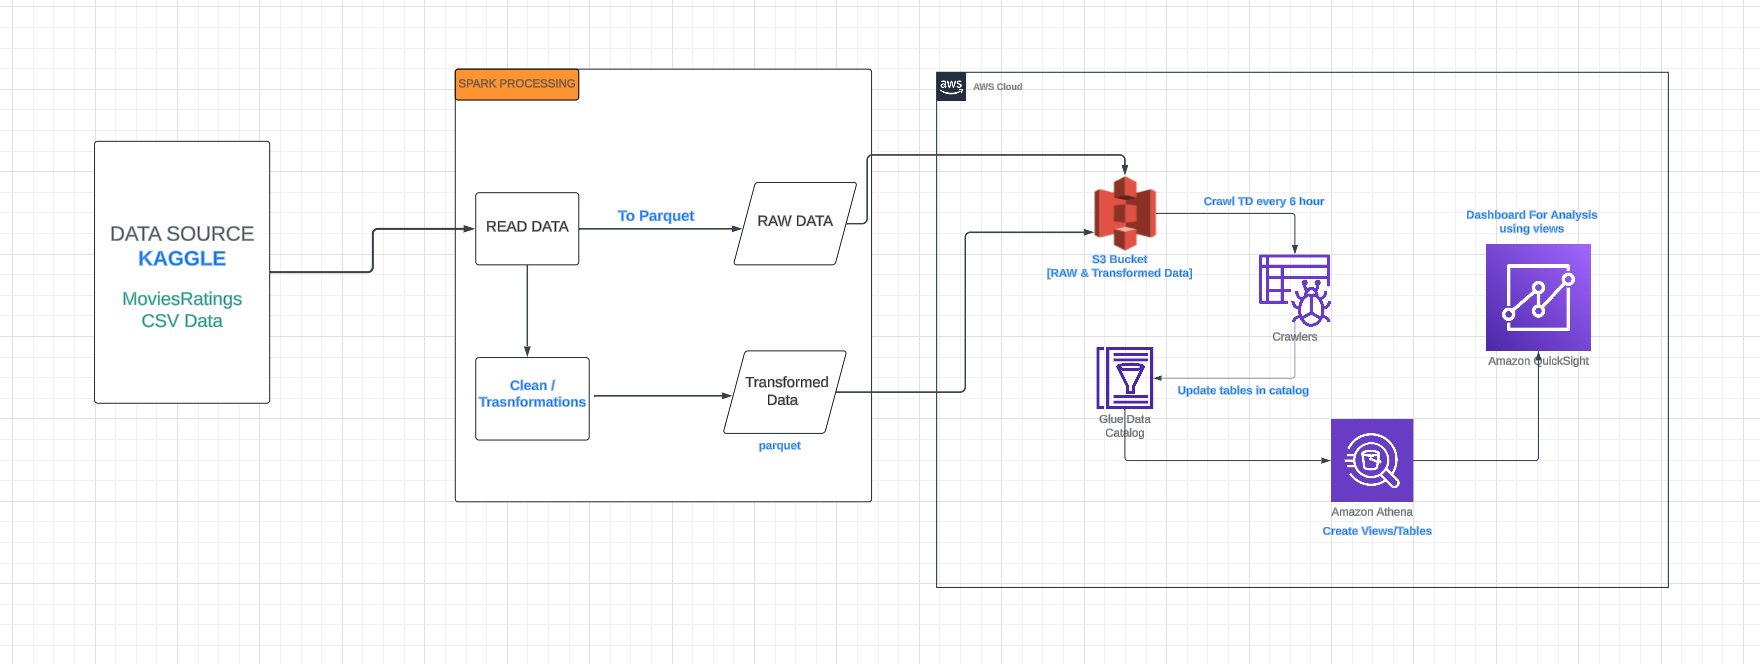 SPARK PROCESSING
aws
AWS Cloud
DATA SOURCE
KAGGLE
MoviesRatings
CSV Data
READ DATA
To Parquet
RAW DATA
Clean /
Trasnformations
Transformed
Data
parquet
S3 Bucket
[RAW & Transformed Data]
Crawl TD every 6 hour
Crawlers
Update tables in catalog
Glue Data
Catalog
Amazon Athena
Create Views/Tables
Dashboard For Analysis
using views
Amazon QuickSight